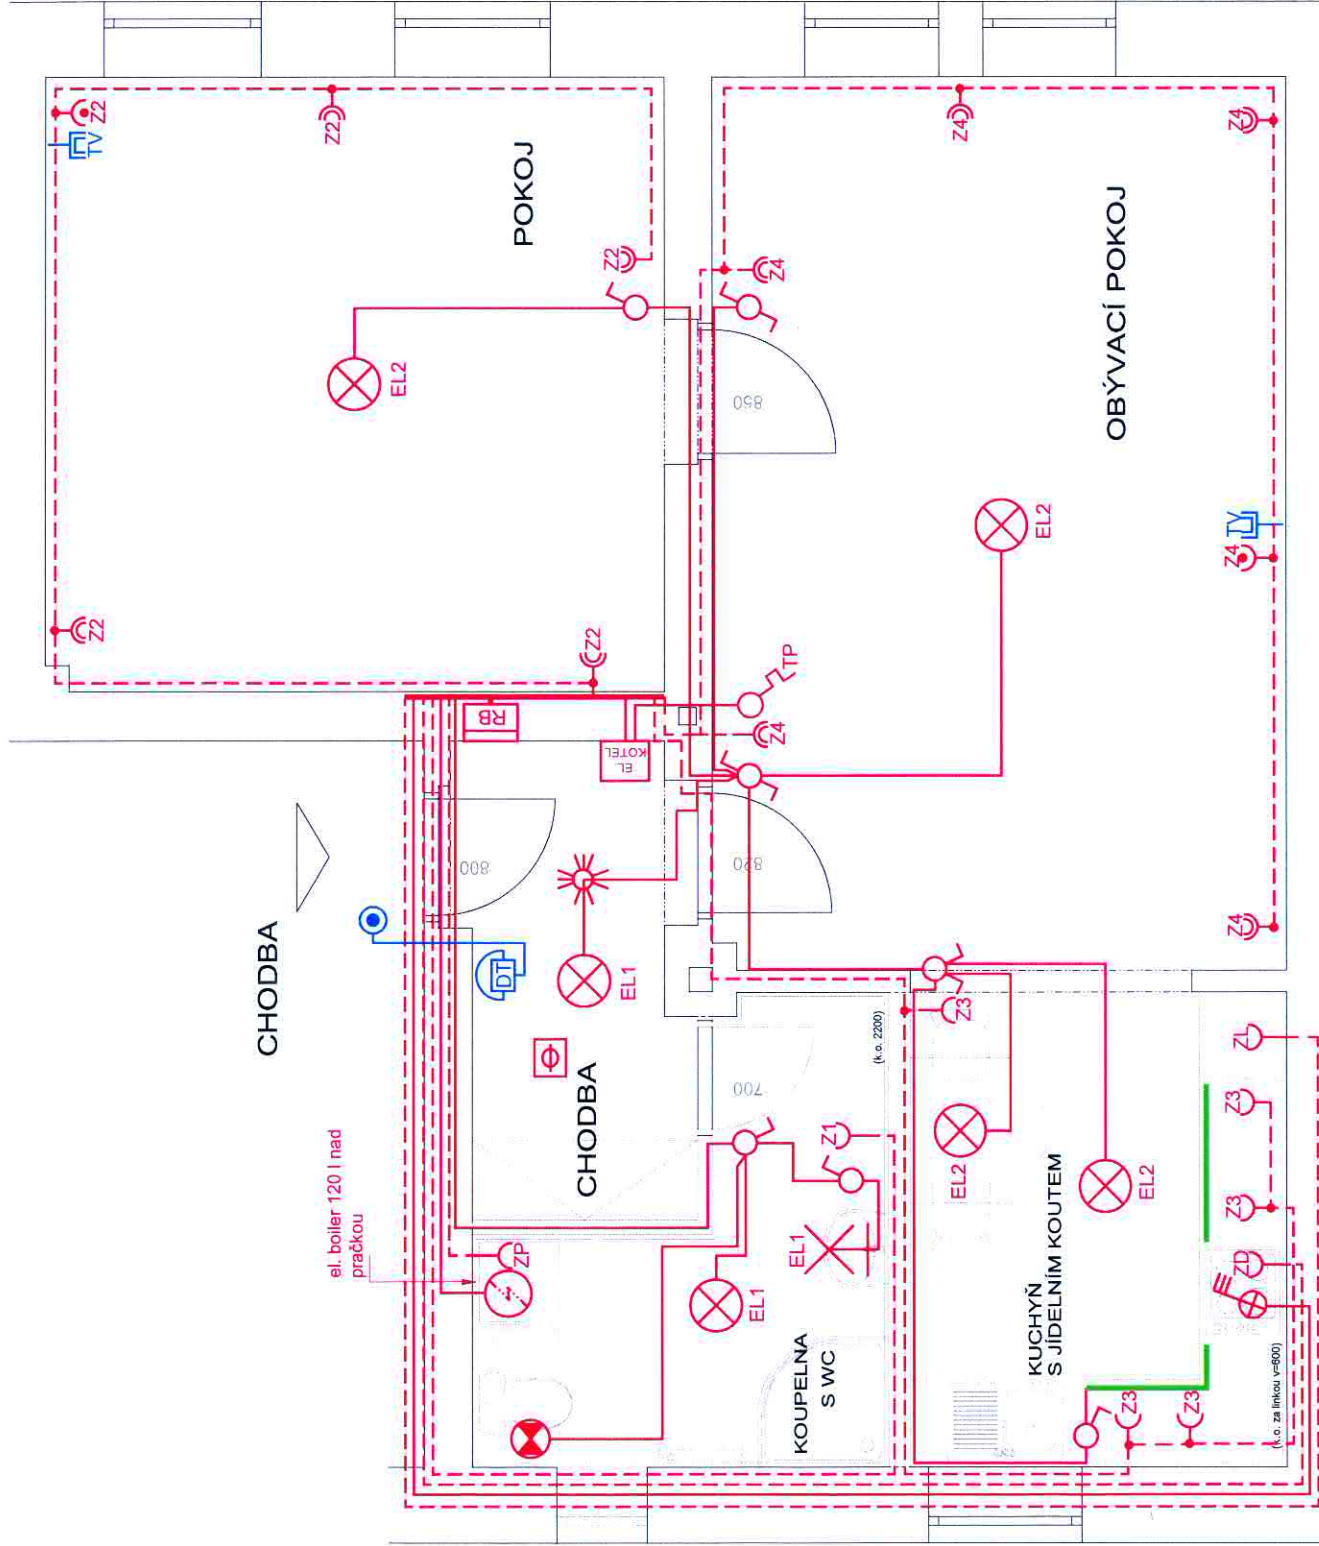 Z2
TV
Z2
POKOJ
Z2
EL2
Z2
Z2
Z4
Z4
Z4
850
OBÝVACÍ POKOJ
EL2
TV
Z4
TP
Z4
Z4
RB
EL.
KOTEL
800
820
CHODBA
DT
EL1
CHODBA
700
(k.o. 2200)
Z3
el. boiler 120 l nad
pračkou
ZP
Z1
EL1
EL1
KOUPELNA
S WC
EL2
EL2
KUCHYŇ
S JÍDELNÍM KOUTEM
ZL
Z3
Z3
ZD
Z3
Z3
(k.o. za linkou v=600)